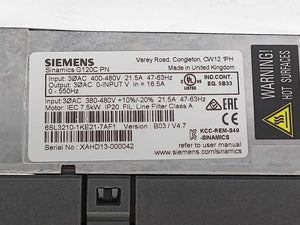 Varey Road, Congleton, CW12 1PH
Made in United Kingdom
SIEMENS
Sinamics G120C PN
Input: 3ØAC 400-480V 21.5A 47-63Hz
Output: 3ØAC 0-INPUT V In = 16.5A
0 - 550Hz
IND.CONT.
EQ. 5B33
Input: 3ØAC 380-480V +10%/-20% 21.5A 47-63Hz
Motor: IEC 7,5kW IP20 FIL: Line Filter Class A
6SL3210-1KE21-7AF1 Version : B03 / V4.7
KCC-REM-S49
-SINAMICS
refer to user manual
Serial No: XAHD13-000042
www.siemens.com/sinamics
WARNING!
HOT SURFACES!